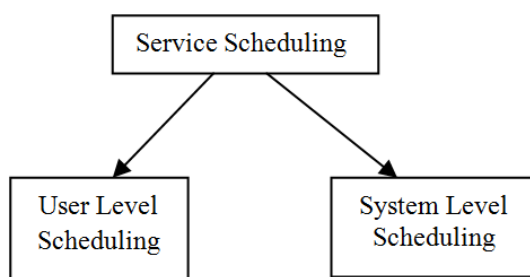 Service Scheduling
User Level
Scheduling
System Level
Scheduling